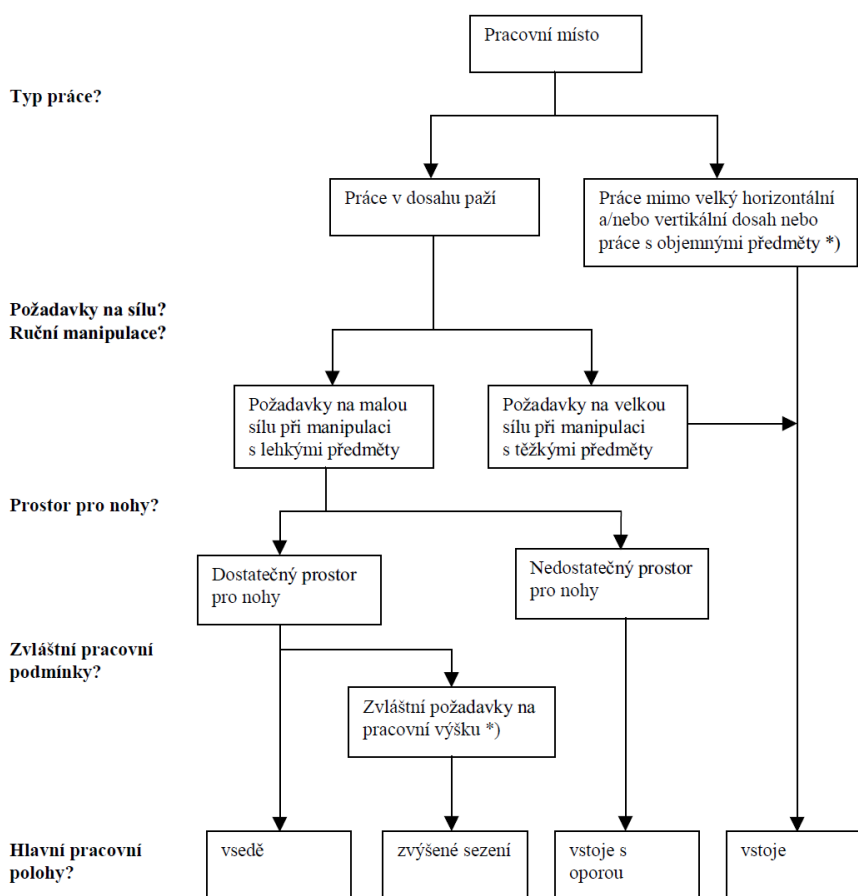 Pracovní místo
Typ práce?
Práce v dosahu paží
Práce mimo velký horizontální
a/nebo vertikální dosah nebo
práce s objemnými předměty *)
Požadavky na sílu?
Ruční manipulace?
Požadavky na malou
sílu při manipulaci
s lehkými předměty
Požadavky na velkou
sílu při manipulaci
s těžkými předměty
Prostor pro nohy?
Dostatečný prostor
pro nohy
Nedostatečný prostor
pro nohy
Zvláštní pracovní
podmínky?
Zvláštní požadavky na
pracovní výšku *)
Hlavní pracovní
polohy?
vsedě
zvýšené sezení
vstoje s
oporou
vstoje